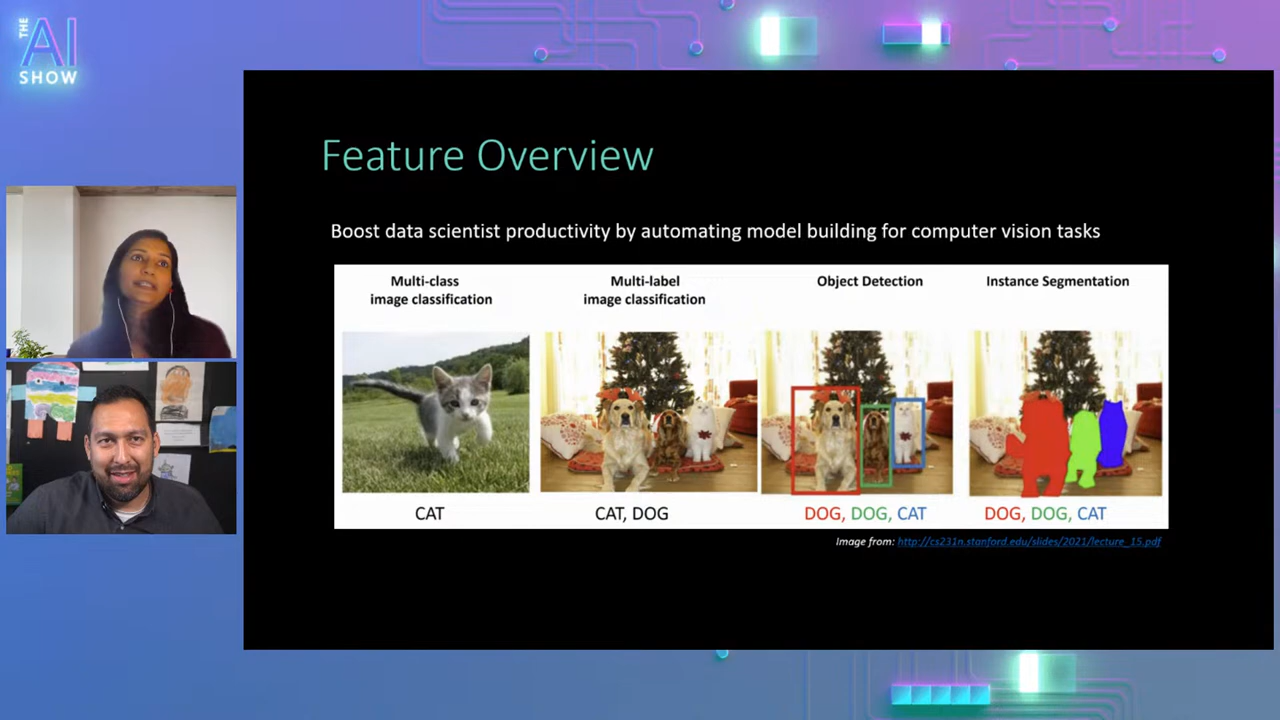 THE
AI
SHOW
Feature Overview
Boost data scientist productivity by automating model building for computer vision tasks
Multi-class
image classification
Multi-label
image classification
Object Detection
Instance Segmentation
CAT
CAT, DOG
DOG, DOG, CAT
DOG, DOG, CAT
Image from: http://cs231n.stanford.edu/slides/2021/lecture_15.pdf